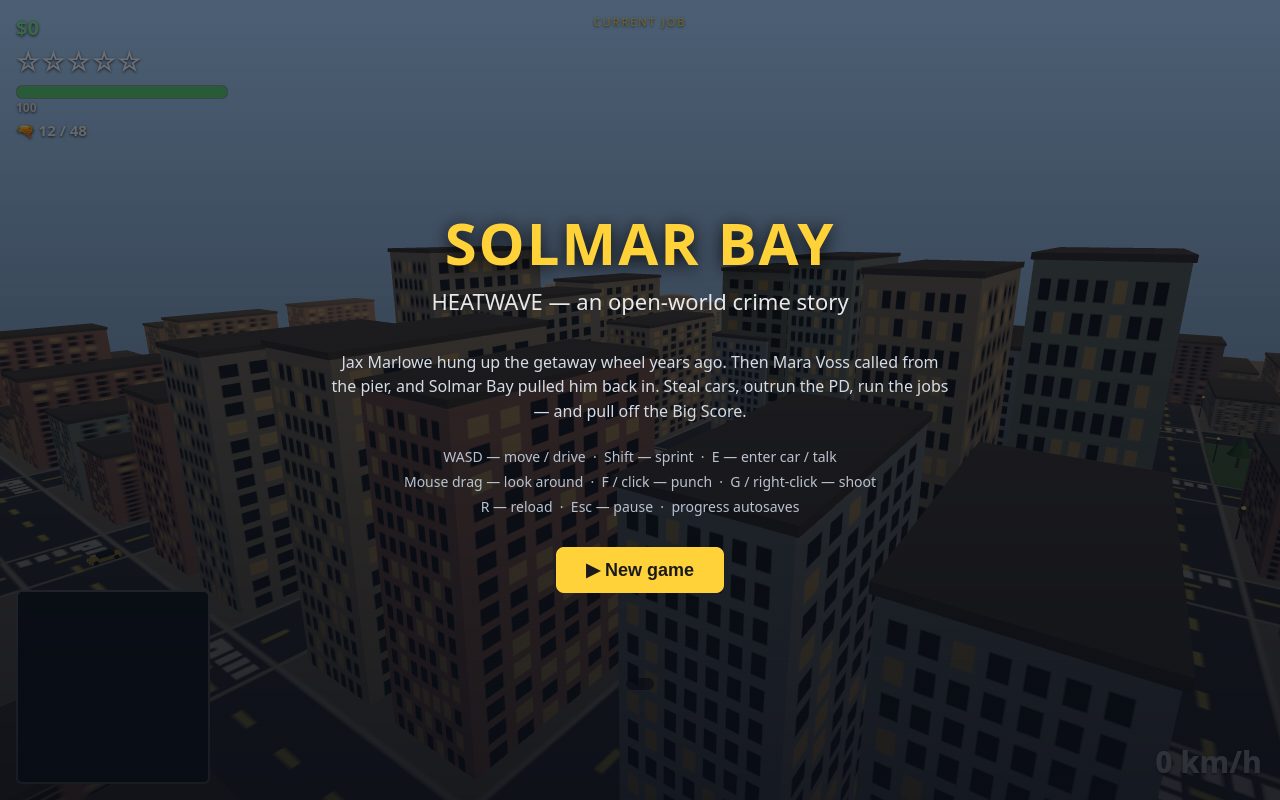 $0
CURRENT JOB
☆☆☆☆☆
100
12 / 48
SOLMAR BAY
HEATWAVE — an open-world crime story
Jax Marlowe hung up the getaway wheel years ago. Then Mara Voss called from
the pier, and Solmar Bay pulled him back in. Steal cars, outrun the PD, run the jobs
— and pull off the Big Score.
WASD — move / drive · Shift — sprint · E — enter car / talk
Mouse drag — look around · F / click — punch · G / right-click — shoot
R — reload · Esc — pause · progress autosaves
▶ New game
0 km/h